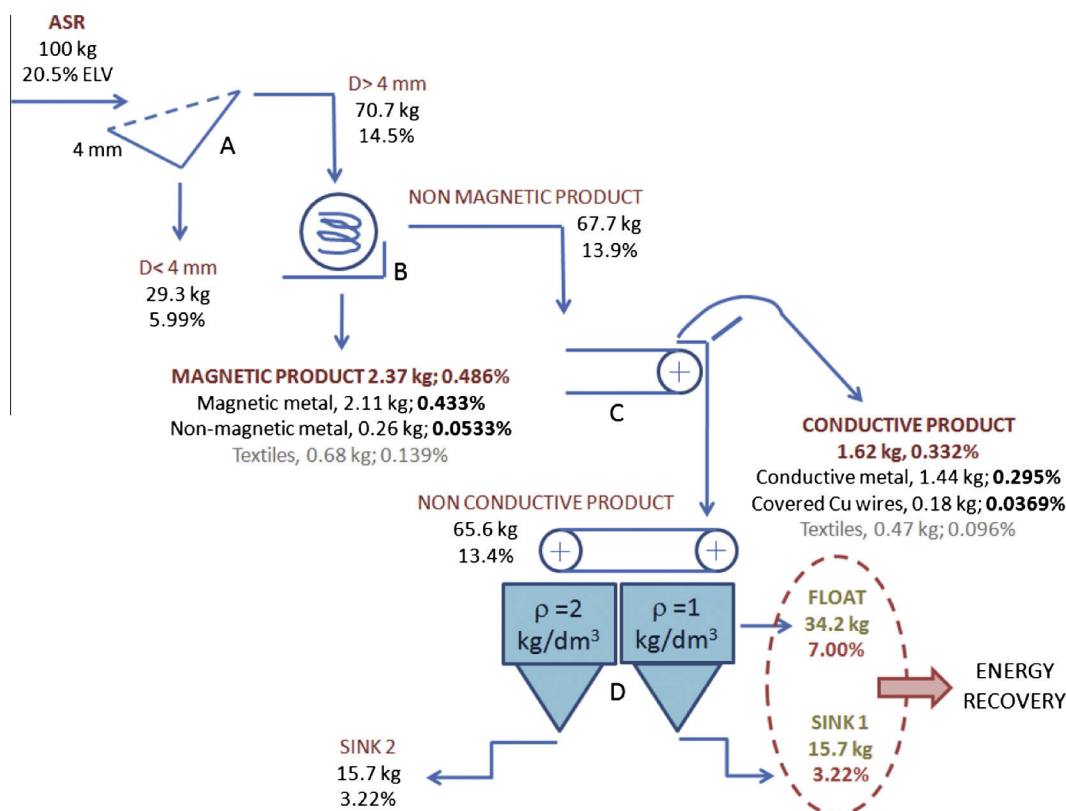 ASR
100 kg
20.5% ELV
4 mm
A
D> 4 mm
70.7 kg
14.5%
D< 4 mm
29.3 kg
5.99%
B
NON MAGNETIC PRODUCT
67.7 kg
13.9%
MAGNETIC PRODUCT 2.37 kg; 0.486%
Magnetic metal, 2.11 kg; 0.433%
Non-magnetic metal, 0.26 kg; 0.0533%
Textiles, 0.68 kg; 0.139%
C
CONDUCTIVE PRODUCT
1.62 kg, 0.332%
Conductive metal, 1.44 kg; 0.295%
Covered Cu wires, 0.18 kg; 0.0369%
Textiles, 0.47 kg; 0.096%
NON CONDUCTIVE PRODUCT
65.6 kg
13.4%
ρ =2
kg/dm³
ρ =1
kg/dm³
D
FLOAT
34.2 kg
7.00%
SINK 1
15.7 kg
3.22%
ENERGY
RECOVERY
SINK 2
15.7 kg
3.22%